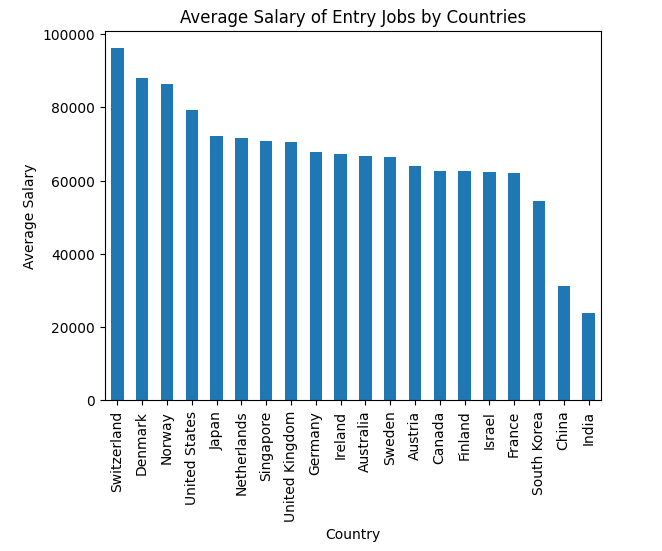 Average Salary of Entry Jobs by Countries
100000
80000
60000
40000
20000
0
Average Salary
Switzerland
Denmark
Norway
United States
Japan
Netherlands
Singapore
United Kingdom
Germany
Ireland
Australia
Sweden
Austria
Canada
Finland
Israel
France
South Korea
China
India
Country